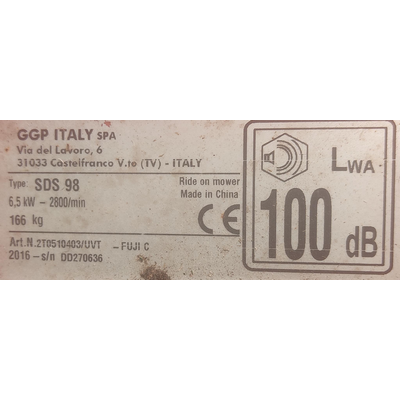 GGP ITALY SPA
Via del Lavoro, 6
31033 Castelfranco V.to (TV) - ITALY
Type: SDS 98
6,5 kW - 2800/min
166 kg
Ride on mower
Made in China
CE
Art.N.2T0510403/UVT - FUJI C
2016 - s/n DD270636
LWA
100 dB